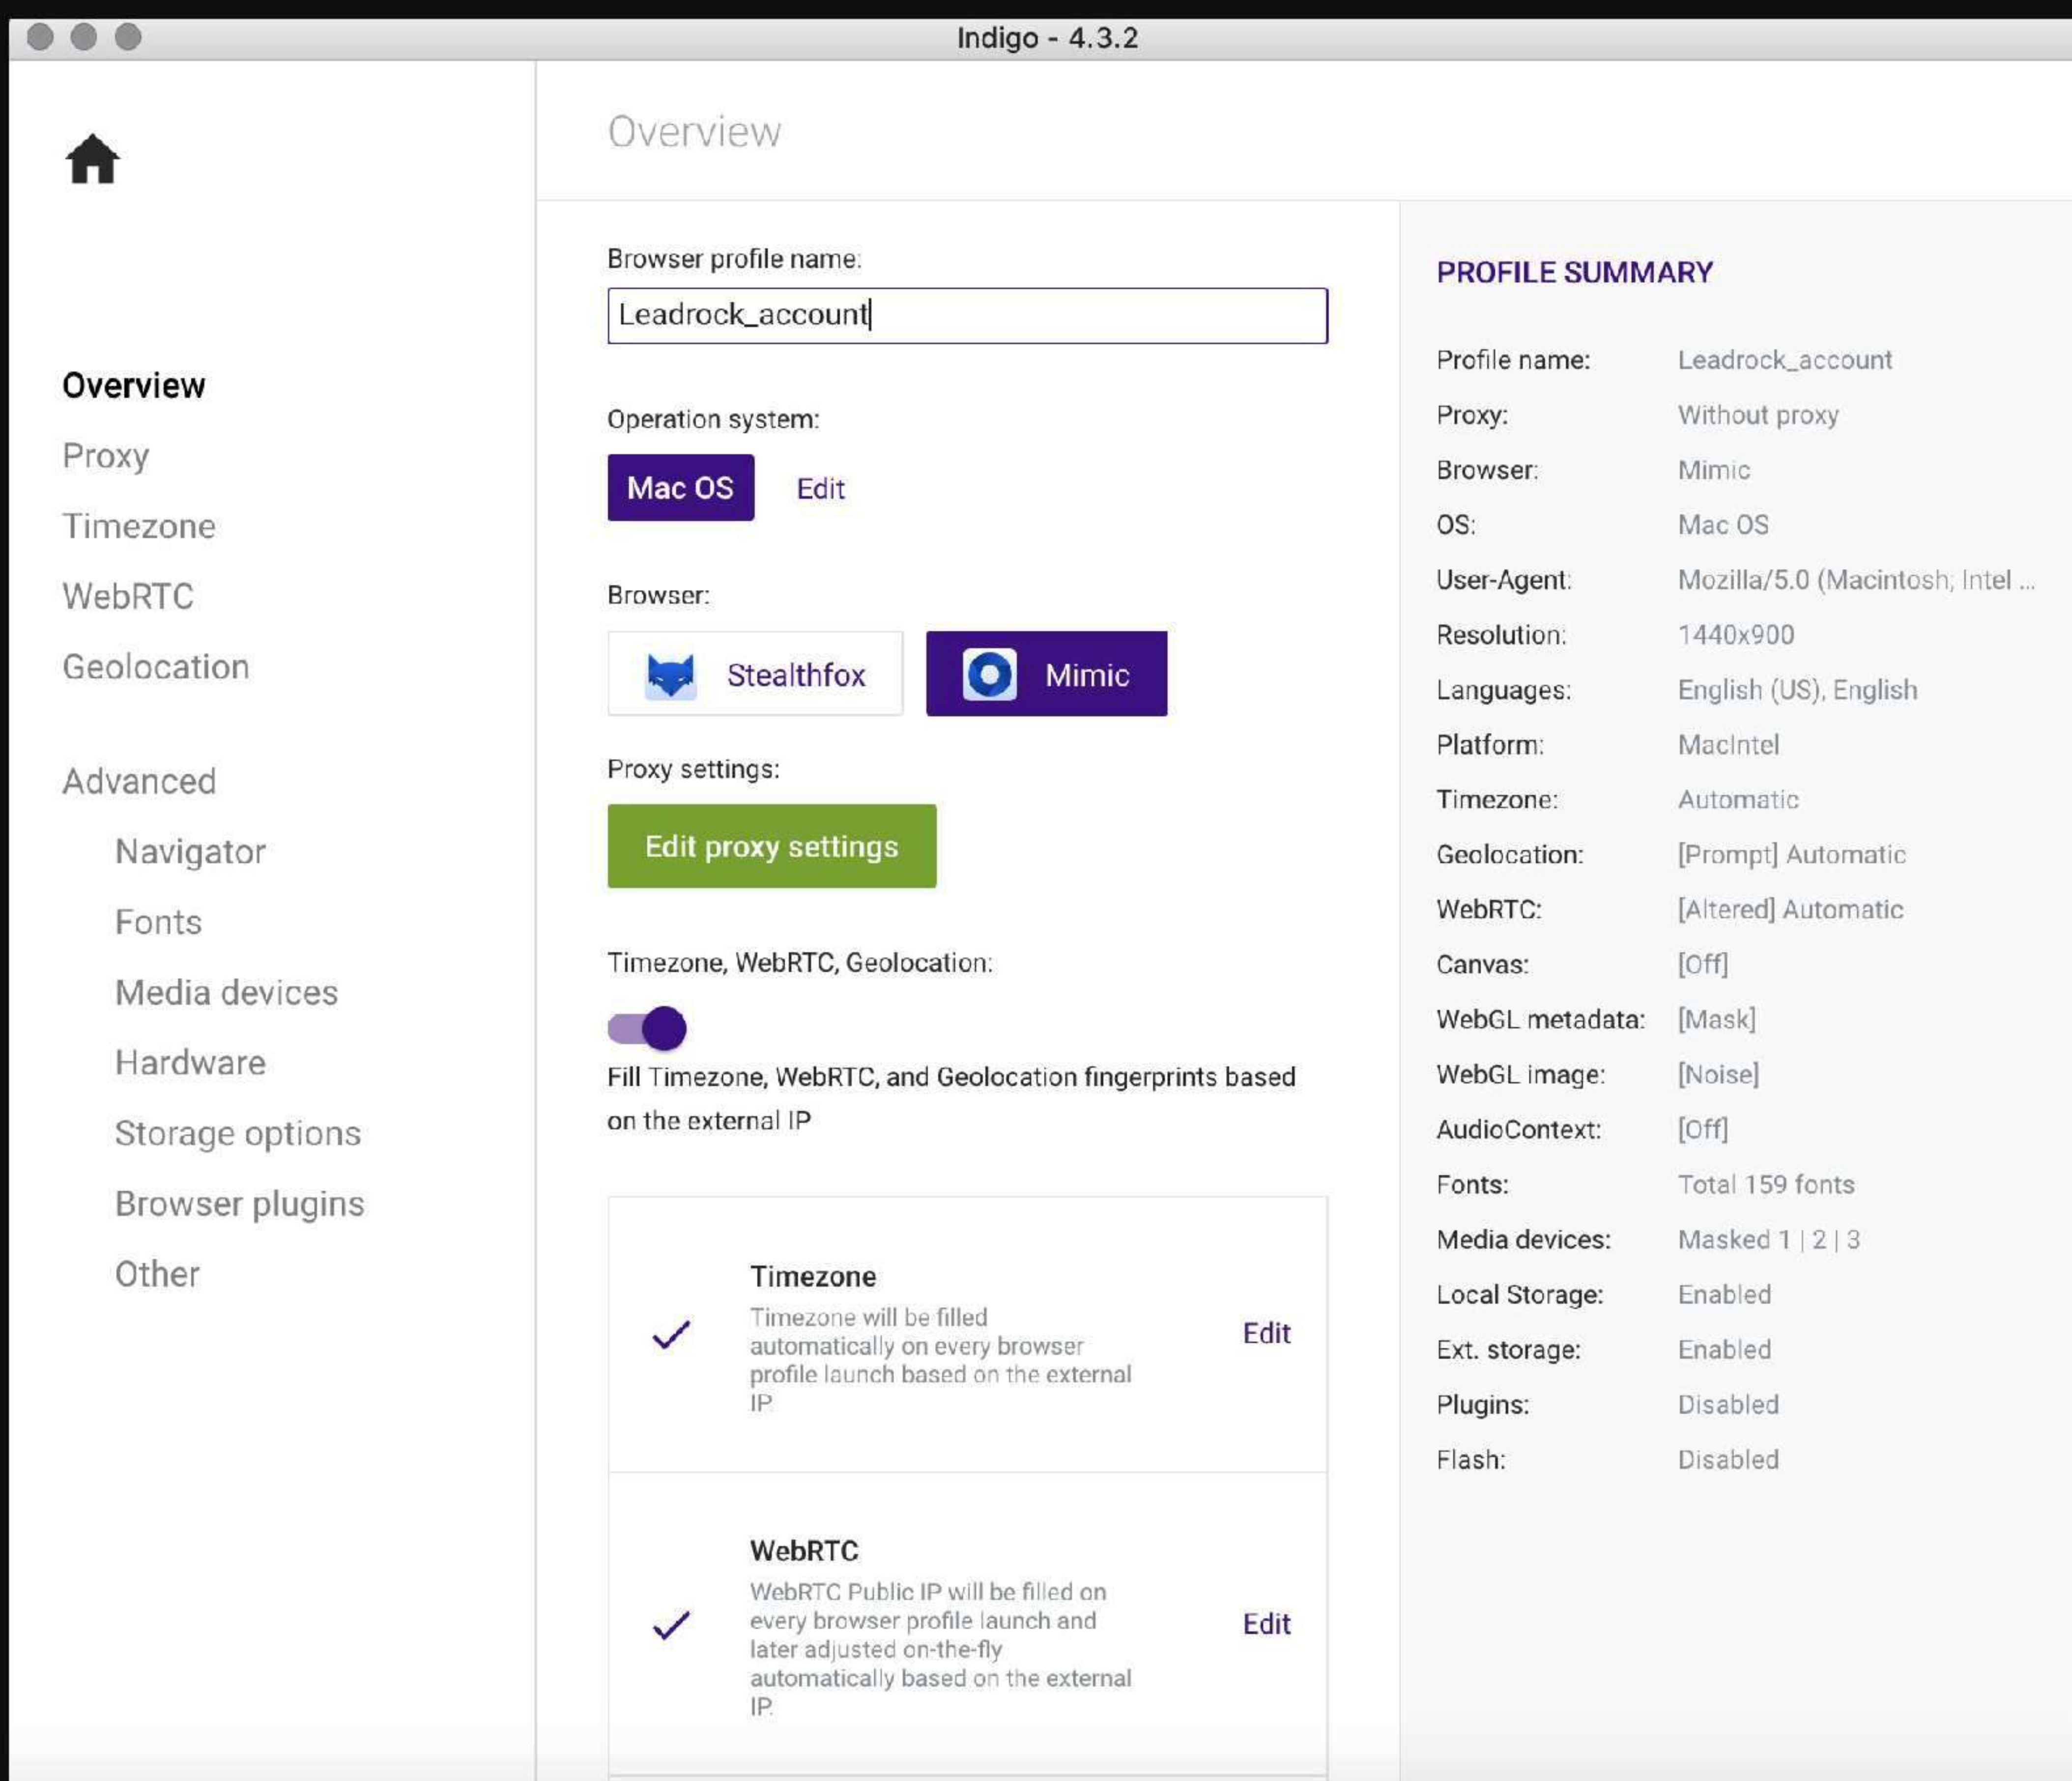 Indigo - 4.3.2
Overview
Proxy
Timezone
WebRTC
Geolocation
Advanced
Navigator
Fonts
Media devices
Hardware
Storage options
Browser plugins
Other
Overview
Browser profile name:
Leadrock_account
Operation system:
Mac OS Edit
Browser:
Stealthfox Mimic
Proxy settings:
Edit proxy settings
Timezone, WebRTC, Geolocation:
Fill Timezone, WebRTC, and Geolocation fingerprints based
on the external IP
Timezone
Timezone will be filled
automatically on every browser
profile launch based on the external
IP
Edit
WebRTC
WebRTC Public IP will be filled on
every browser profile launch and
later adjusted on-the-fly
automatically based on the external
IP.
Edit
PROFILE SUMMARY
Profile name: Leadrock_account
Proxy: Without proxy
Browser: Mimic
OS: Mac OS
User-Agent: Mozilla/5.0 (Macintosh; Intel ...
Resolution: 1440x900
Languages: English (US), English
Platform: MacIntel
Timezone: Automatic
Geolocation: [Prompt] Automatic
WebRTC: [Altered] Automatic
Canvas: [Off]
WebGL metadata: [Mask]
WebGL image: [Noise]
AudioContext: [Off]
Fonts: Total 159 fonts
Media devices: Masked 1 | 2 | 3
Local Storage: Enabled
Ext. storage: Enabled
Plugins: Disabled
Flash: Disabled